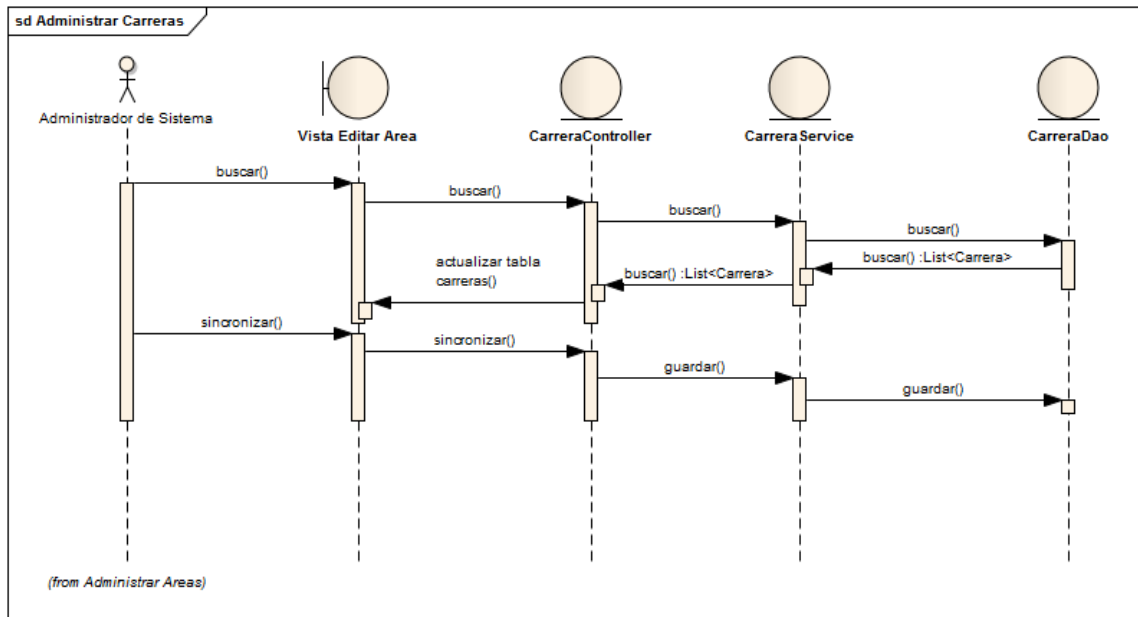 sd Administrar Carreras
Administrador de Sistema
Vista Editar Area
CarreraController
CarreraService
CarreraDao
buscar()
buscar()
buscar()
buscar()
buscar() :List<Carrera>
buscar() :List<Carrera>
actualizar tabla
carreras()
sincronizar()
sincronizar()
guardar()
guardar()
(from Administrar Areas)